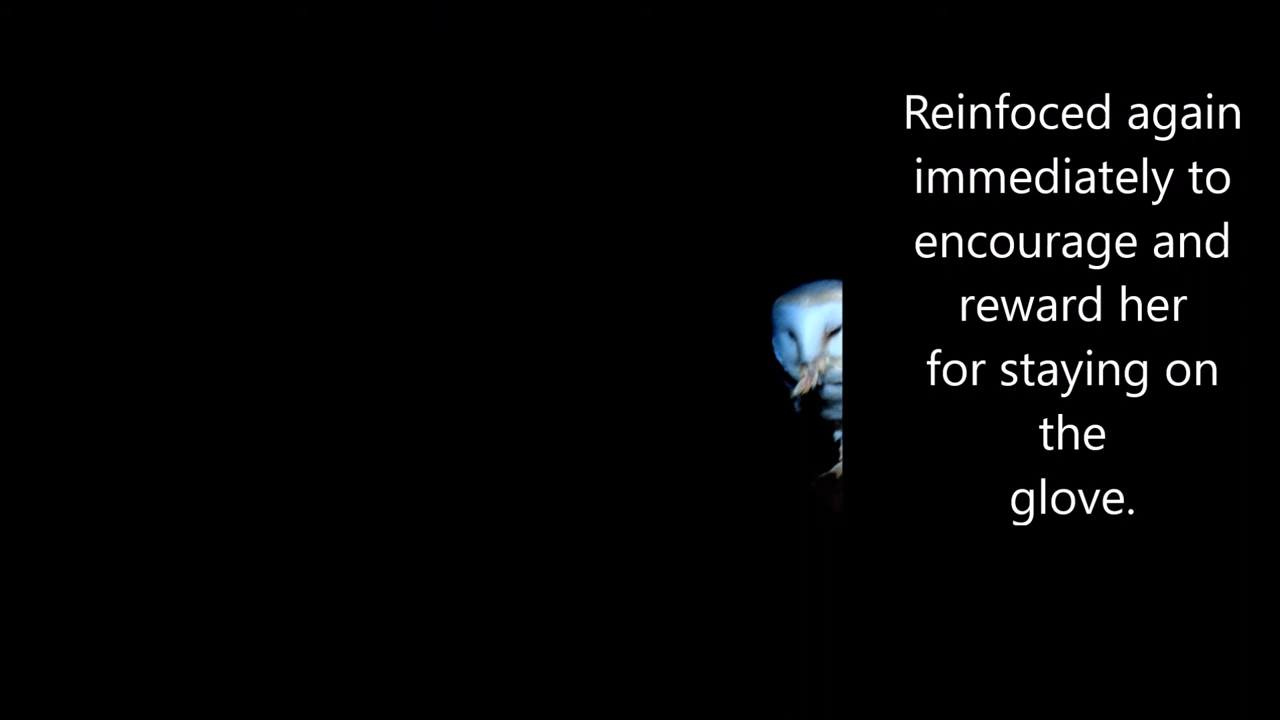 Reinfoced again
immediately to
encourage and
reward her
for staying on
the
glove.